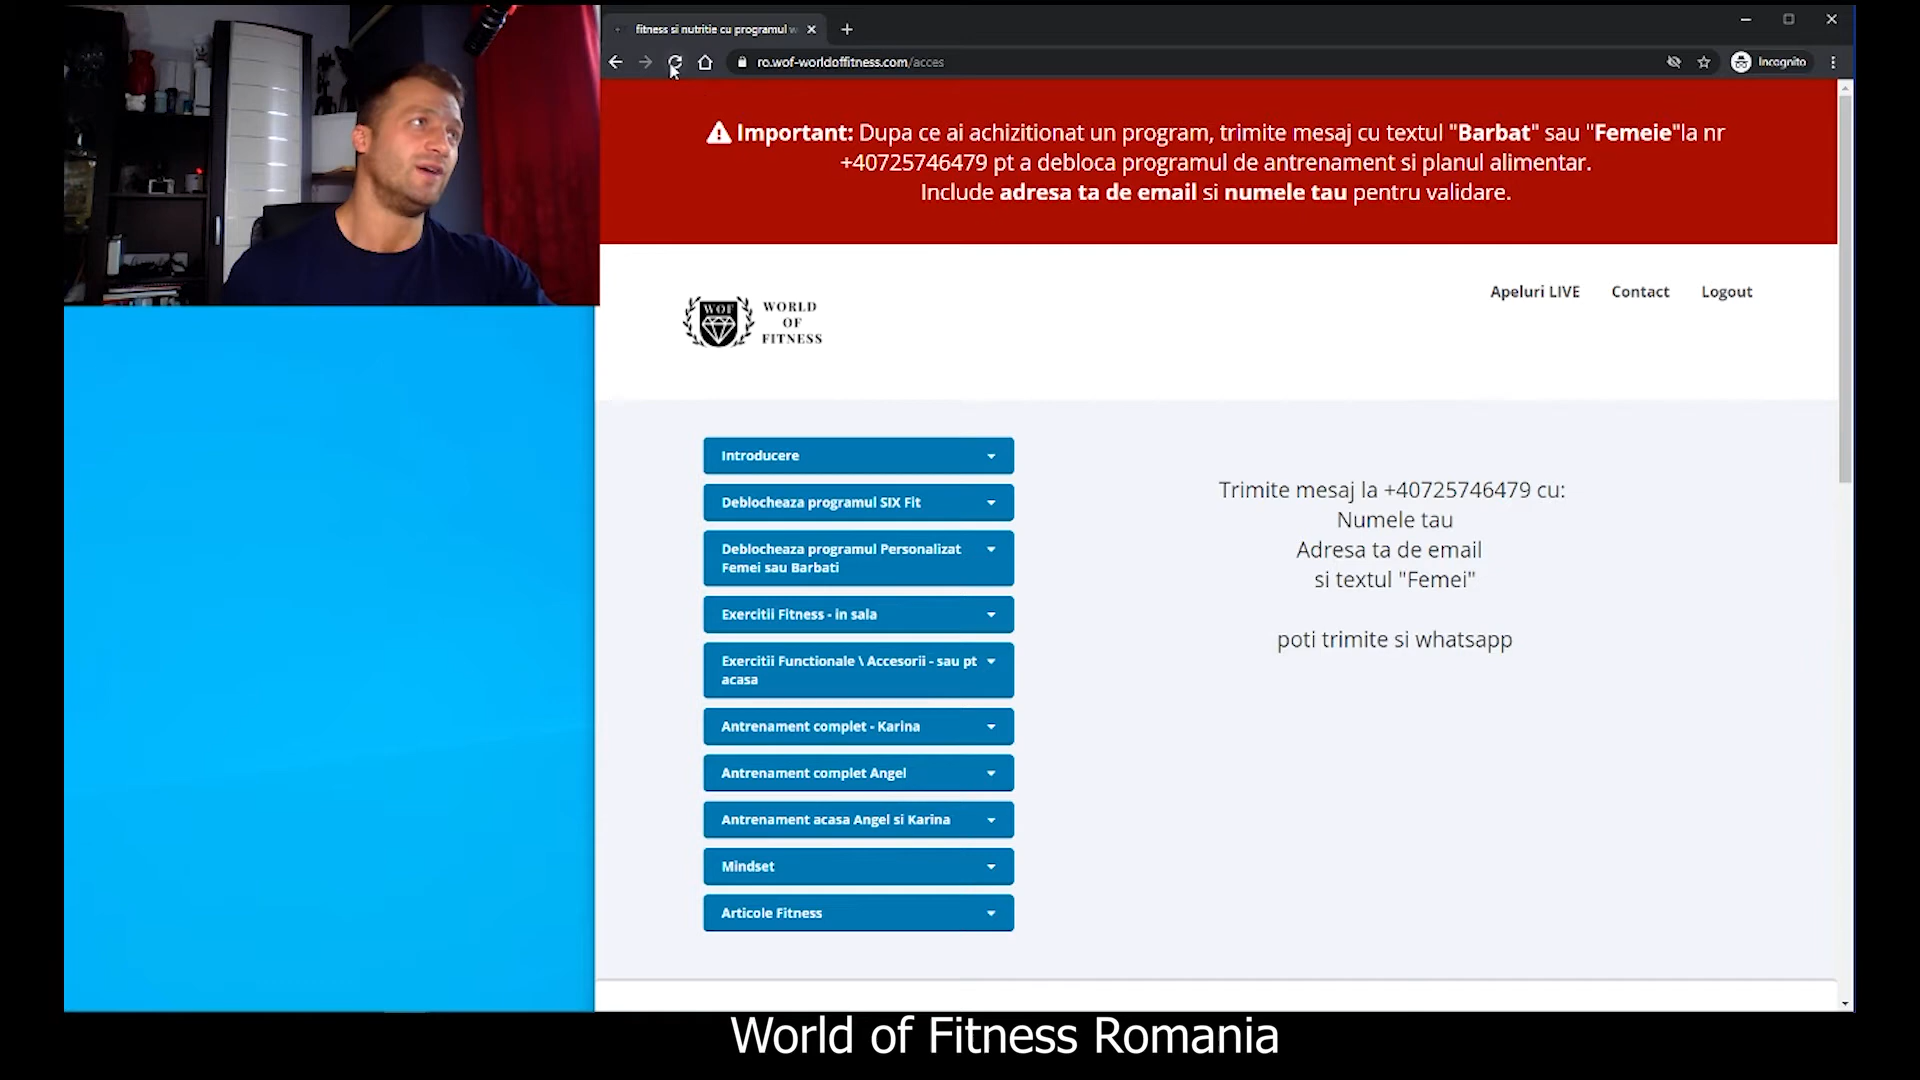 fitness si nutritie cu programul w
ro.wof-worldoffitness.com/acces
Incognito
Important: Dupa ce ai achizitionat un program, trimite mesaj cu textul "Barbat" sau "Femeie"la nr
+40725746479 pt a debloca programul de antrenament si planul alimentar.
Include adresa ta de email si numele tau pentru validare.
WOF
WORLD
OF
FITNESS
Apeluri LIVE
Contact
Logout
Introducere
Deblocheaza programul SIX Fit
Deblocheaza programul Personalizat
Femei sau Barbati
Exercitii Fitness - in sala
Exercitii Functionale \ Accesorii - sau pt
acasa
Antrenament complet - Karina
Antrenament complet Angel
Antrenament acasa Angel si Karina
Mindset
Articole Fitness
Trimite mesaj la +40725746479 cu:
Numele tau
Adresa ta de email
si textul "Femei"
poti trimite si whatsapp
World of Fitness Romania